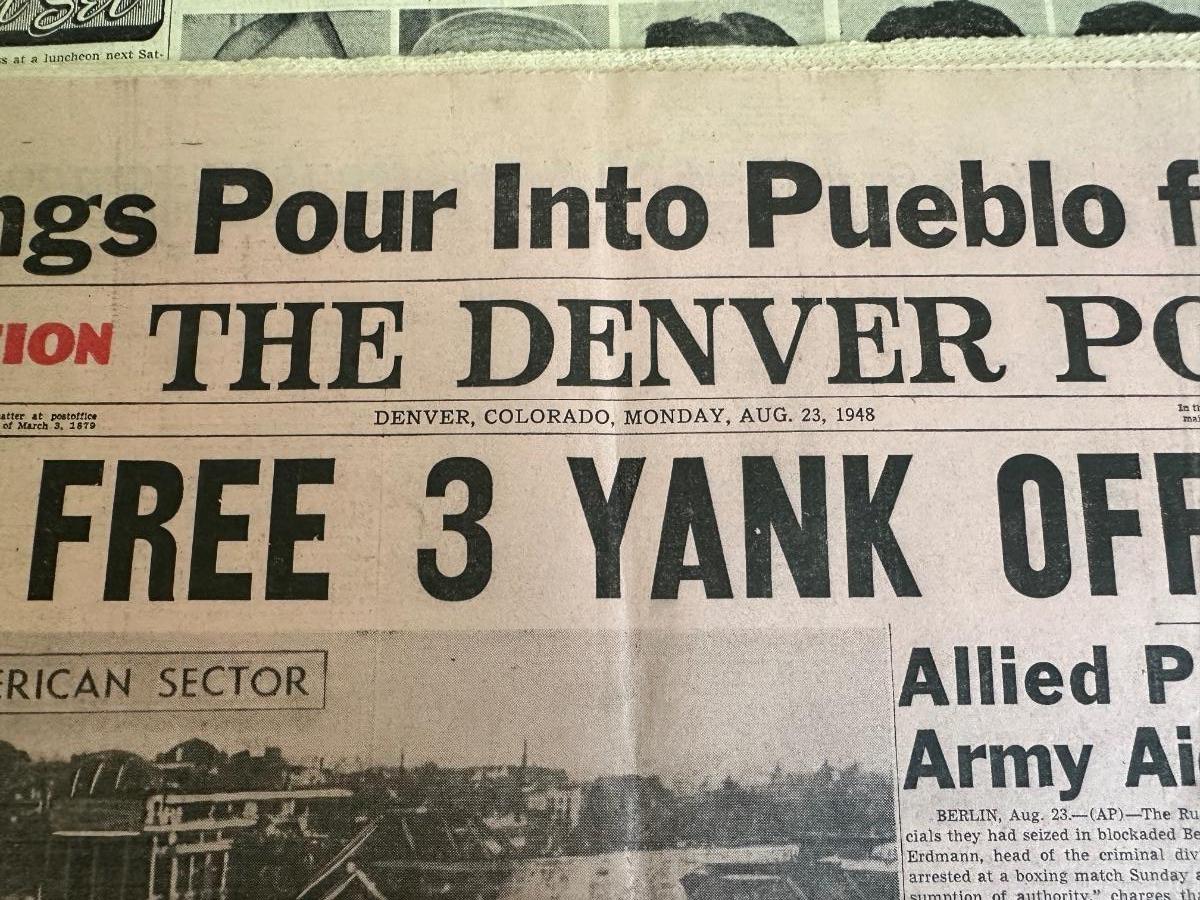 s at a luncheon next Sat-
ngs Pour Into Pueblo f
TION THE DENVER PO
atter at postoffice
of March 3, 1879
DENVER, COLORADO, MONDAY, AUG. 23, 1948
In th
mai
FREE 3 YANK OFF
ERICAN SECTOR
Allied P
Army Ai
BERLIN, Aug. 23.—(AP)—The Ru
cials they had seized in blockaded Be
Erdmann, head of the criminal div
arrested at a boxing match Sunday a
sumption of authority," charges tha